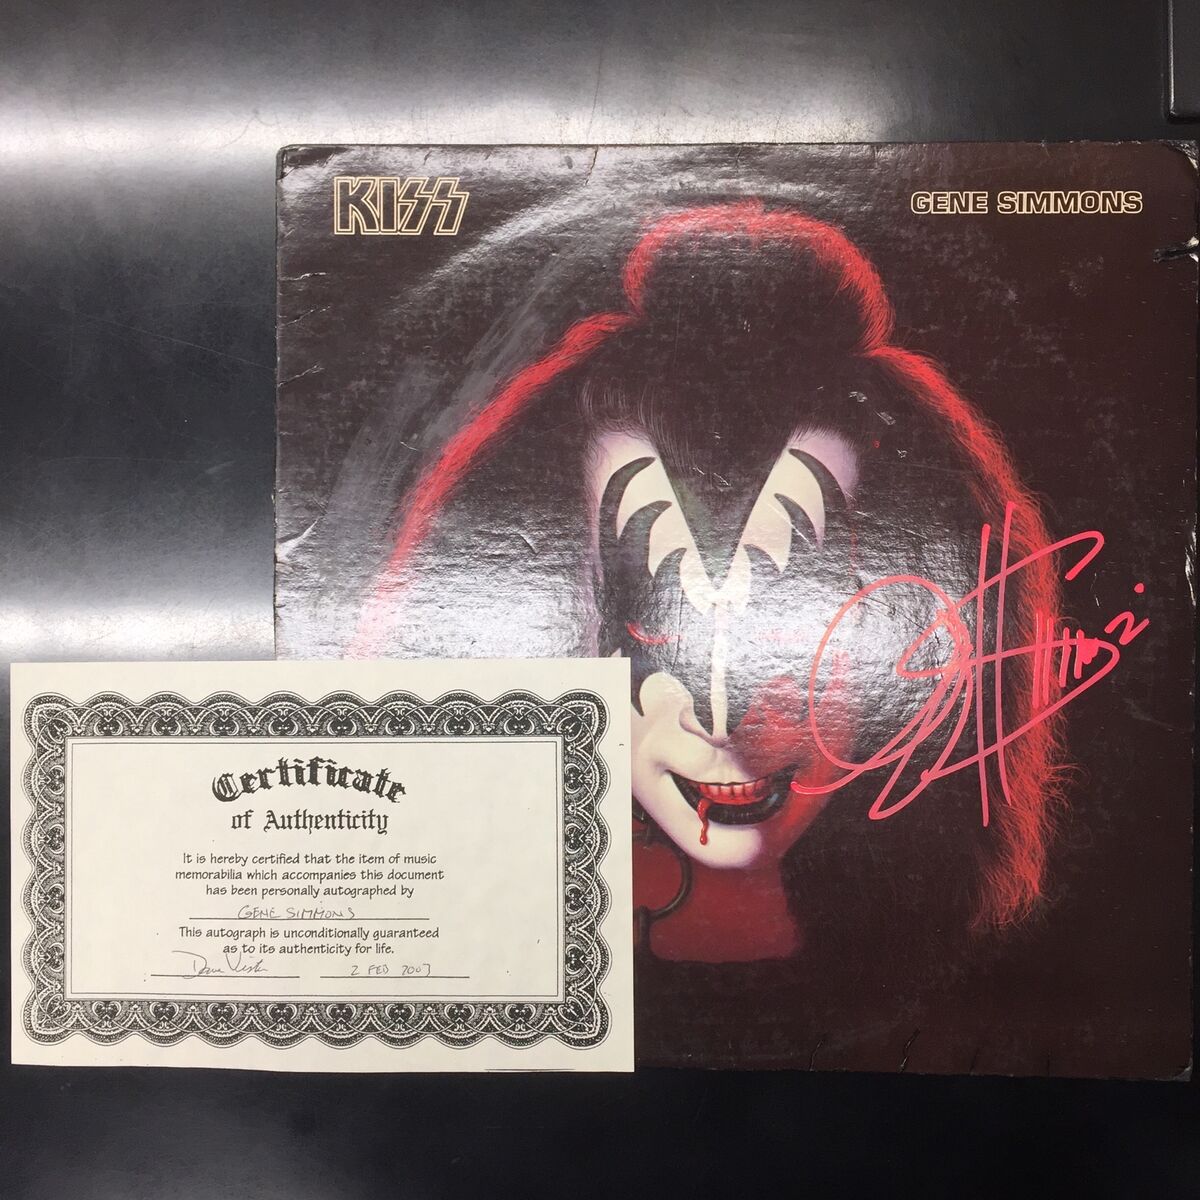 KISS
GENE SIMMONS
Certificate
of Authenticity
It is hereby certified that the item of music
memorabilia which accompanies this document
has been personally autographed by
GENE SIMMONS
This autograph is unconditionally guaranteed
as to its authenticity for life.
2 FEB 2003